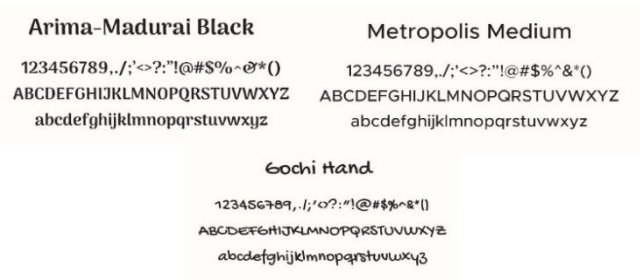 Arima-Madurai Black
123456789,./;'<>?:"!@#$%^&*()
ABCDEFGHIJKLMNOPQRSTUVWXYZ
abcdefghijklmnopqrstuvwxyz
Metropolis Medium
123456789,./;'<>?:"!@#$%^&*()
ABCDEFGHIJKLMNOPQRSTUVWXYZ
abcdefghijklmnopqrstuvwxyz
Gochi Hand
123456789,./;'<>?:"!@#$%^&*()
ABCDEFGHIJKLMNOPQRSTUVWXYZ
abcdefghijklmnopqrstuvwxyz